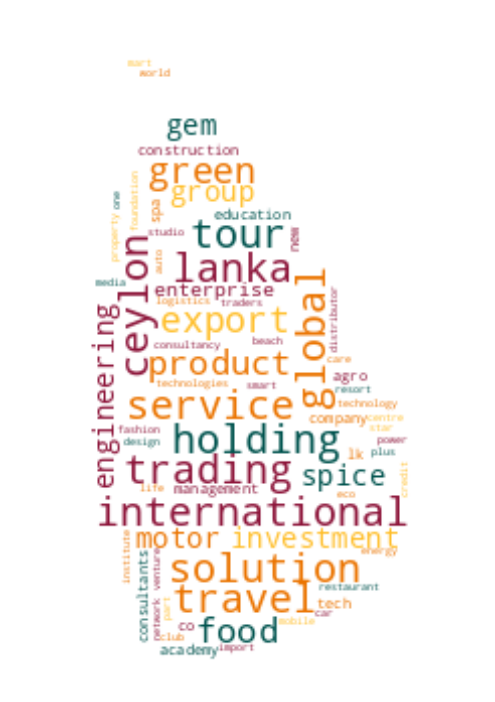 mart
world
gem
construction
green
group
one
foundation
spa
property
education
studio
tour
new
auto
ceylon
lanka
media
enterprise
logistics
traders
global
distributor
engineering
export
consultancy
beach
product
care
agro
technologies
smart
resort
service
technology
company
centre
star
fashion
design
holding
power
plus
lk
trading
spice
credit
life
management
eco
international
motor
investment
energy
institute
consultants
network
venture
solution
restaurant
travel
part
tech
car
co
food
mobile
club
academy
import